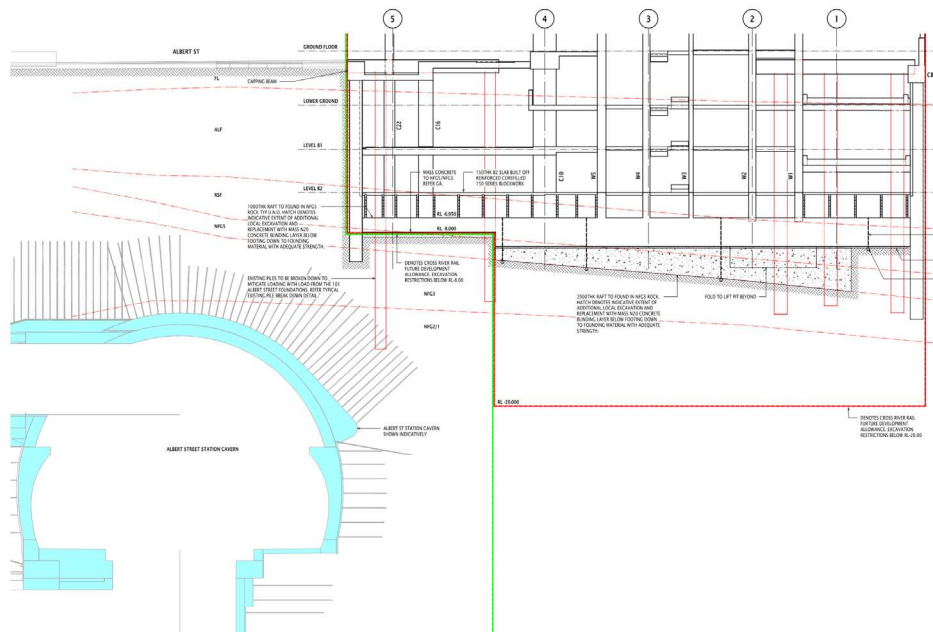 5
4
3
2
1
ALBERT ST
GROUND FLOOR
FL
CAPPING BEAM
LOWER GROUND
ALF
C22
C16
LEVEL B1
C10
W5
W4
W3
W2
W1
MASS CONCRETE
TO NFG5/NFG3.
REFER GA.
150THK B2 SLAB BUILT OFF
REINFORCED COREFILLED
150 SERIES BLOCKWORK
LEVEL B2
RSF
RL -6.950
1000THK RAFT TO FOUND IN NFG5
ROCK. TYP U.N.O. HATCH DENOTES
INDICATIVE EXTENT OF ADDITIONAL
LOCAL EXCAVATION AND
REPLACEMENT WITH MASS N20
CONCRETE BLINDING LAYER BELOW
FOOTING DOWN TO FOUNDING
MATERIAL WITH ADEQUATE STRENGTH.
NFG5
RL -8.000
DENOTES CROSS RIVER RAIL
FURTURE DEVELOPMENT
ALLOWANCE. EXCAVATION
RESTRICTIONS BELOW RL-8.00
EXISTING PILES TO BE BROKEN DOWN TO
MITIGATE LOADING WITH LOAD FROM THE 101
ALBERT STREET FOUNDATIONS. REFER TYPICAL
EXISTING PILE BREAK DOWN DETAIL.
NFG3
NFG2/1
2000THK RAFT TO FOUND IN NFG3 ROCK.
HATCH DENOTES INDICATIVE EXTENT OF
ADDITIONAL LOCAL EXCAVATION AND
REPLACEMENT WITH MASS N20 CONCRETE
BLINDING LAYER BELOW FOOTING DOWN
TO FOUNDING MATERIAL WITH ADEQUATE
STRENGTH.
FOLD TO LIFT PIT BEYOND
RL -20.000
DENOTES CROSS RIVER RAIL
FURTURE DEVELOPMENT
ALLOWANCE. EXCAVATION
RESTRICTIONS BELOW RL-20.00
ALBERT ST STATION CAVERN
SHOWN INDICATIVELY
ALBERT STREET STATION CAVERN